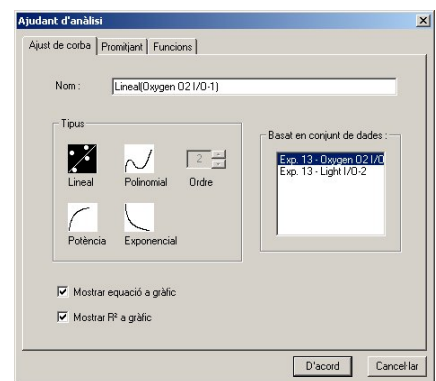 Ajudant d'anàlisi
Ajust de corba Promitjant Funcions
Nom : Lineal(Oxygen O2 I/O-1)
Tipus
Lineal Polinomial 2 Ordre
Potència Exponencial
Basat en conjunt de dades :
Exp. 13 - Oxygen O2 I/O
Exp. 13 - Light I/O-2
Mostrar equació a gràfic
Mostrar R² a gràfic
D'acord Cancel·lar